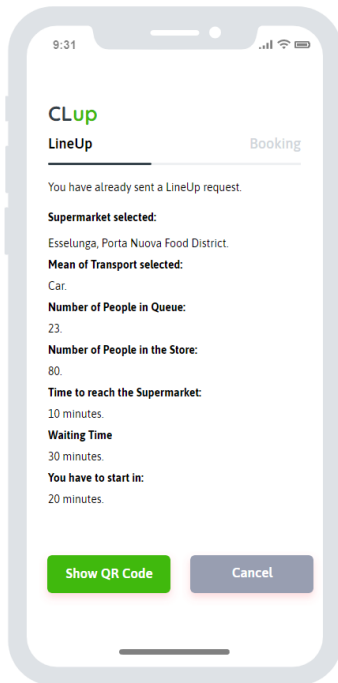 9:31
CLup
LineUp Booking
You have already sent a LineUp request.
Supermarket selected:
Esselunga, Porta Nuova Food District.
Mean of Transport selected:
Car.
Number of People in Queue:
23.
Number of People in the Store:
80.
Time to reach the Supermarket:
10 minutes.
Waiting Time
30 minutes.
You have to start in:
20 minutes.
Show QR Code Cancel